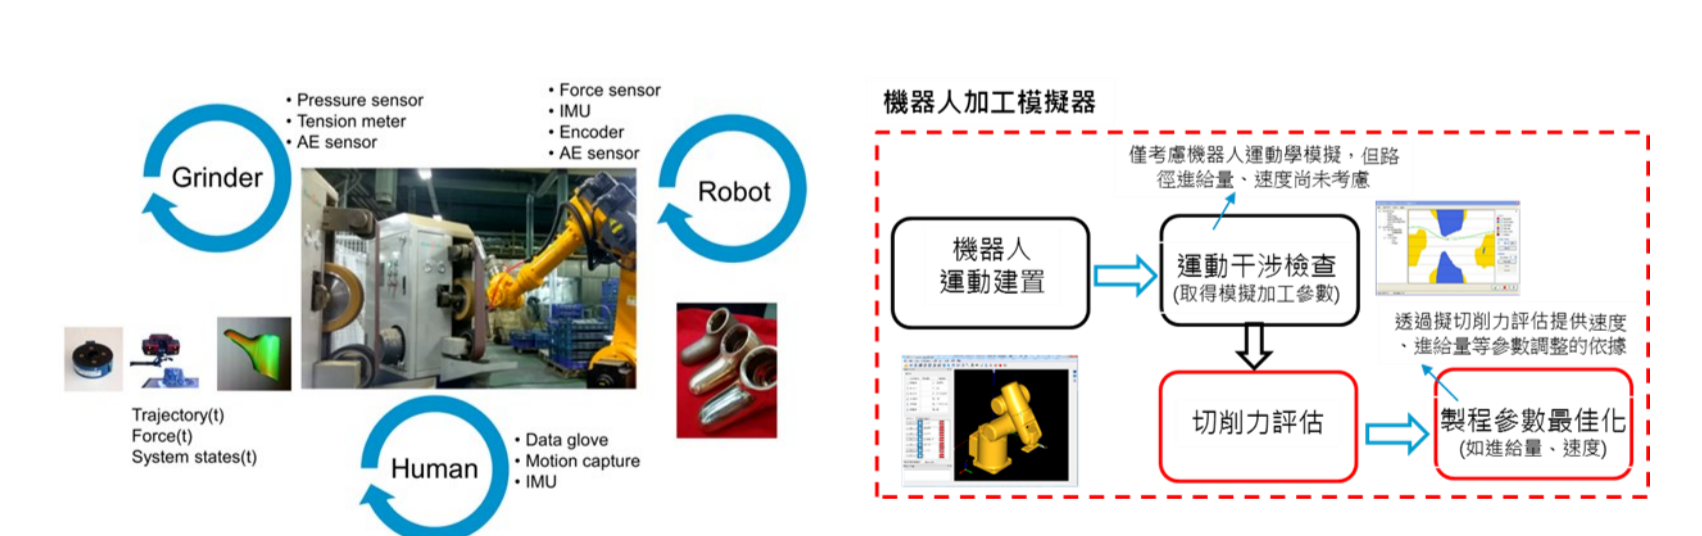 • Pressure sensor
• Tension meter
• AE sensor
Grinder
• Force sensor
• IMU
• Encoder
• AE sensor
Robot
Trajectory(t)
Force(t)
System states(t)
Human
• Data glove
• Motion capture
• IMU
機器人加工模擬器
僅考慮機器人運動學模擬，但路
徑進給量、速度尚未考慮
機器人
運動建置
運動干涉檢查
(取得模擬加工參數)
透過擬切削力評估提供速度
、進給量等參數調整的依據
切削力評估
製程參數最佳化
(如進給量、速度)